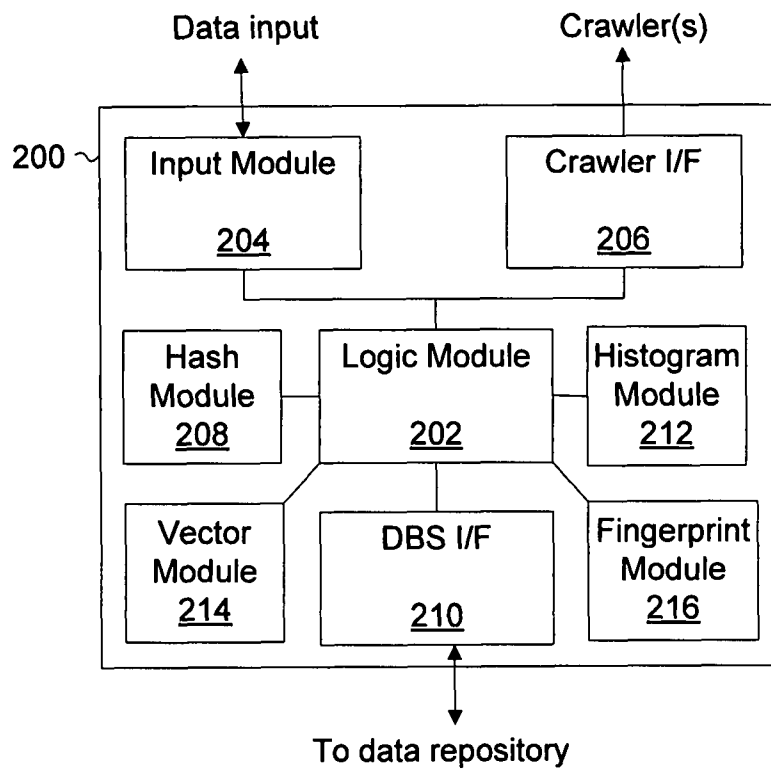 Data input
Crawler(s)
200
Input Module
204
Crawler I/F
206
Hash
Module
208
Logic Module
202
Histogram
Module
212
Vector
Module
214
DBS I/F
210
Fingerprint
Module
216
To data repository